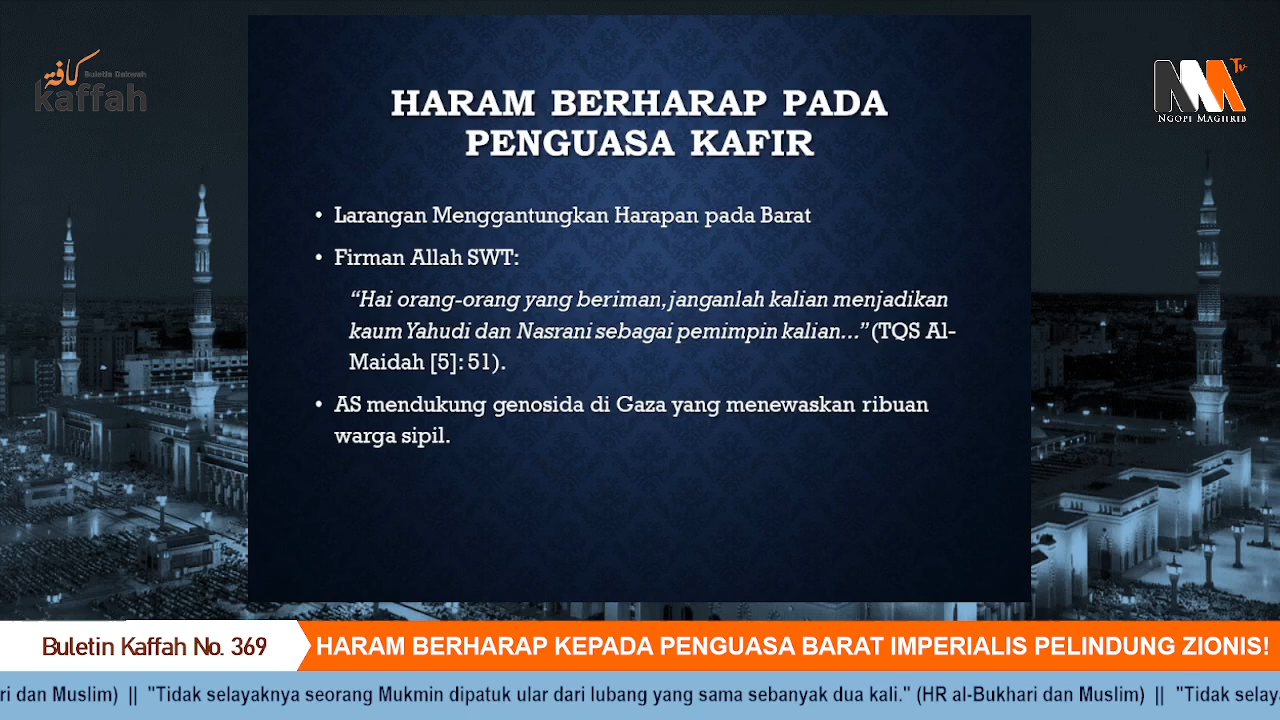 كافة
Buletin Dakwah
kaffah
Tv
NGOPI MAGHRIB
HARAM BERHARAP PADA
PENGUASA KAFIR
• Larangan Menggantungkan Harapan pada Barat
• Firman Allah SWT:
“Hai orang-orang yang beriman, janganlah kalian menjadikan
kaum Yahudi dan Nasrani sebagai pemimpin kalian...” (TQS Al-
Maidah [5]: 51).
• AS mendukung genosida di Gaza yang menewaskan ribuan
warga sipil.
Buletin Kaffah No. 369
HARAM BERHARAP KEPADA PENGUASA BARAT IMPERIALIS PELINDUNG ZIONIS!
ri dan Muslim) || "Tidak selayaknya seorang Mukmin dipatuk ular dari lubang yang sama sebanyak dua kali." (HR al-Bukhari dan Muslim) || "Tidak selay